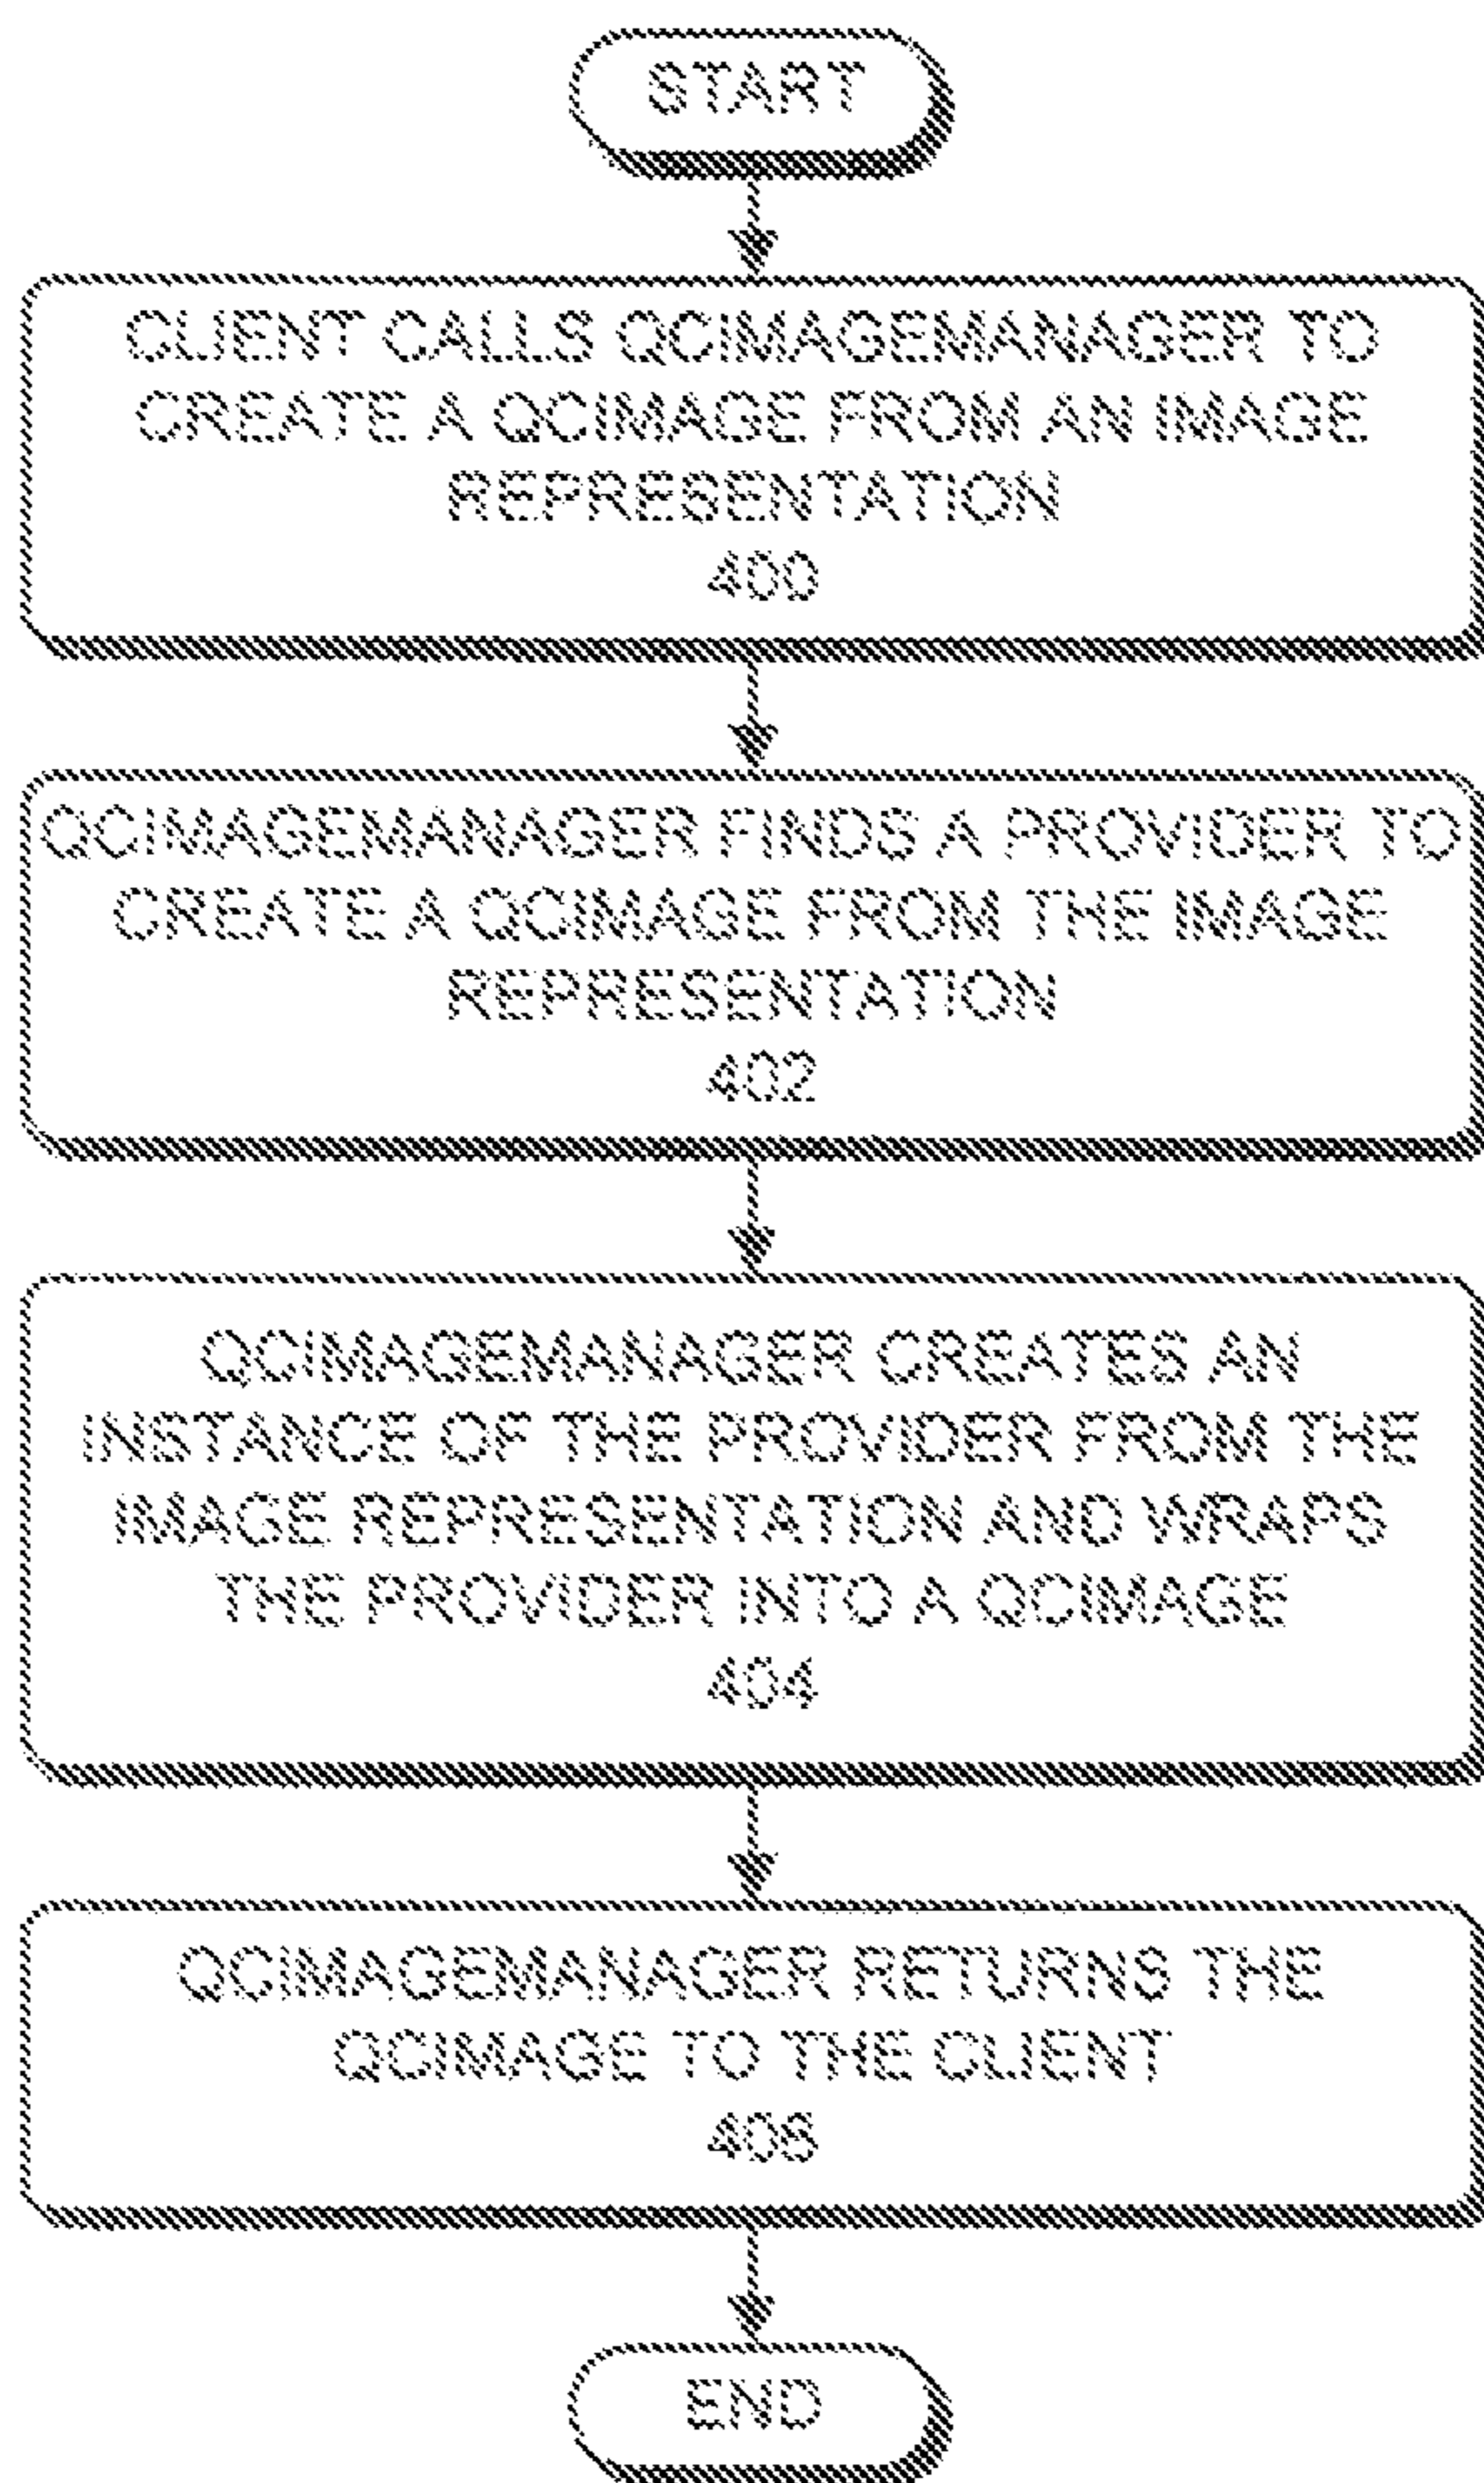 START
CLIENT CALLS QCIMAGEMANAGER TO
CREATE A QCIMAGE FROM AN IMAGE
REPRESENTATION
400
QCIMAGEMANAGER FINDS A PROVIDER TO
CREATE A QCIMAGE FROM THE IMAGE
REPRESENTATION
402
QCIMAGEMANAGER CREATES AN
INSTANCE OF THE PROVIDER FROM THE
IMAGE REPRESENTATION AND WRAPS
THE PROVIDER INTO A QCIMAGE
404
QCIMAGEMANAGER RETURNS THE
QCIMAGE TO THE CLIENT
406
END